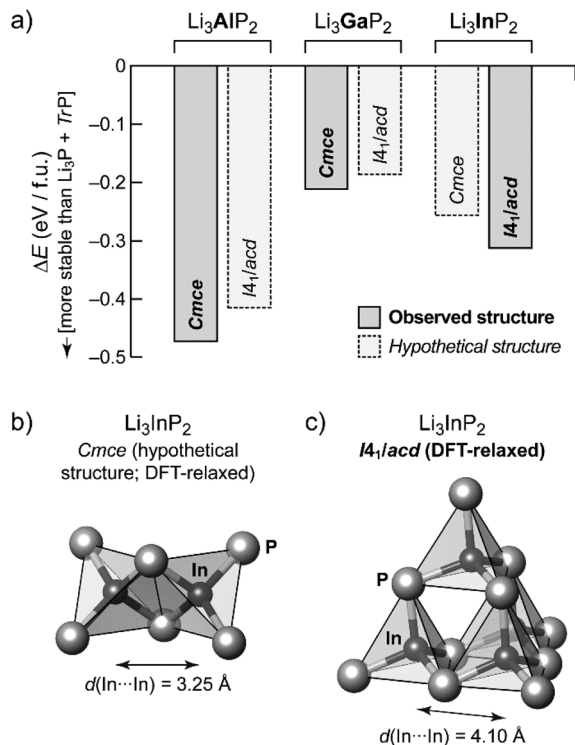 a)
Li₃AlP₂ Li₃GaP₂ Li₃InP₂
0
–0.1
–0.2
–0.3
–0.4
–0.5
ΔE (eV / f.u.)
← [more stable than Li₃P + TrP]
Cmce
I4₁/acd
Cmce
I4₁/acd
Cmce
I4₁/acd
Observed structure
Hypothetical structure
b)
Li₃InP₂
Cmce (hypothetical
structure; DFT-relaxed)
P
In
d(In···In) = 3.25 Å
c)
Li₃InP₂
I4₁/acd (DFT-relaxed)
P
In
d(In···In) = 4.10 Å